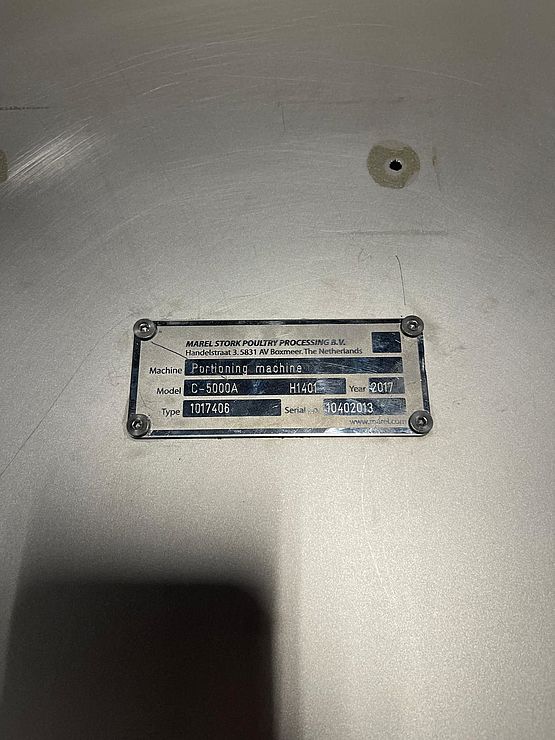 MAREL STORK POULTRY PROCESSING B.V.
Handelstraat 3. 5831 AV Boxmeer. The Netherlands
Machine Portioning machine
Model C-5000A H1401 Year 2017
Type 1017406 Serial no. 10402013
www.marel.com